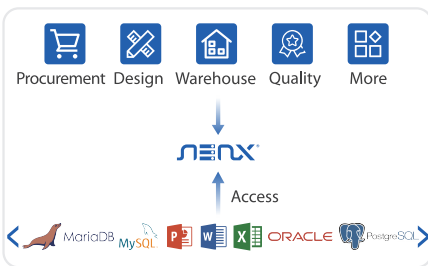 Procurement Design Warehouse Quality More
NENX
Access
MariaDB MySQL P W X ORACLE PostgreSQL